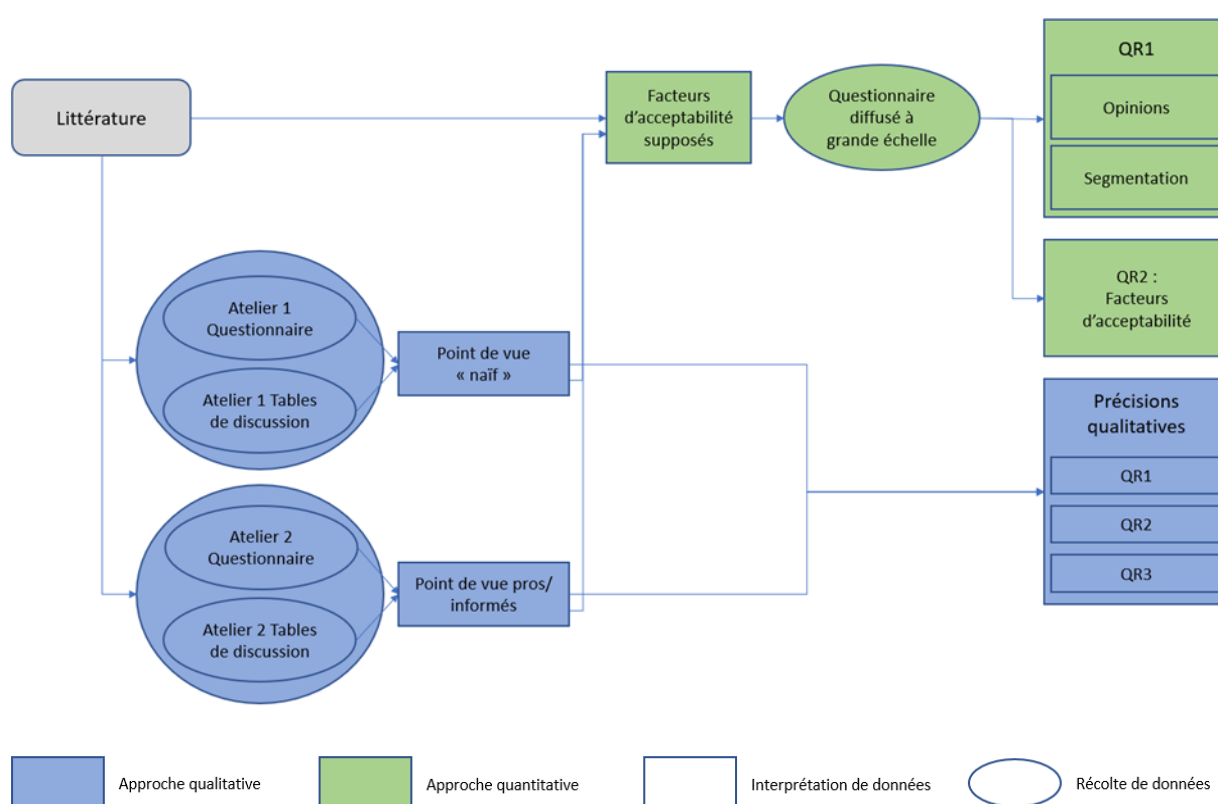 Littérature
Facteurs
d'acceptabilité
supposés
Questionnaire
diffusé à
grande échelle
QR1
Opinions
Segmentation
QR2 :
Facteurs
d'acceptabilité
Atelier 1
Questionnaire
Atelier 1 Tables
de discussion
Point de vue
« naïf »
Précisions
qualitatives
QR1
QR2
QR3
Atelier 2
Questionnaire
Atelier 2 Tables
de discussion
Point de vue pros/
informés
Approche qualitative
Approche quantitative
Interprétation de données
Récolte de données